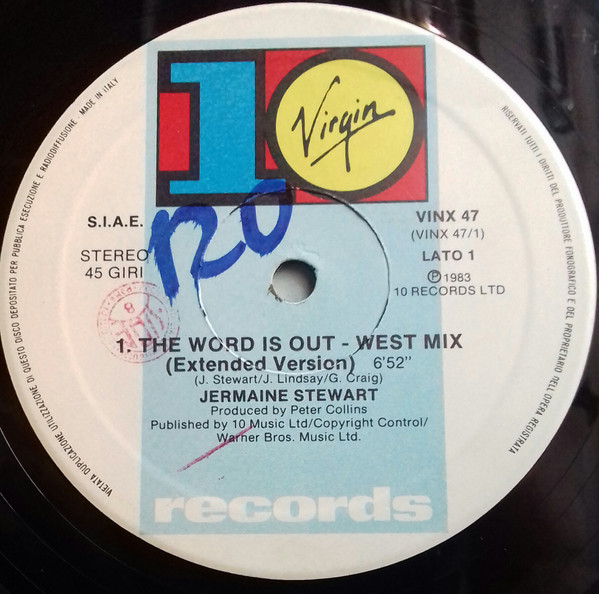 10
Virgin
120
S.I.A.E.
STEREO
45 GIRI
VINX 47
(VINX 47/1)
LATO 1
Ⓟ1983
10 RECORDS LTD
1. THE WORD IS OUT - WEST MIX
(Extended Version) 6'52"
(J. Stewart/J. Lindsay/G. Craig)
JERMAINE STEWART
Produced by Peter Collins
Published by 10 Music Ltd/Copyright Control/
Warner Bros. Music Ltd.
records
VIETATA DUPLICAZIONE UTILIZZAZIONE DI QUESTO DISCO DEPOSITATO PER PUBBLICA ESECUZIONE E RADIODIFFUSIONE - MADE IN ITALY
RISERVATI TUTTI I DIRITTI DEL PRODUTTORE FONOGRAFICO E DEL PROPRIETARIO NELL'OPERA REGISTRATA